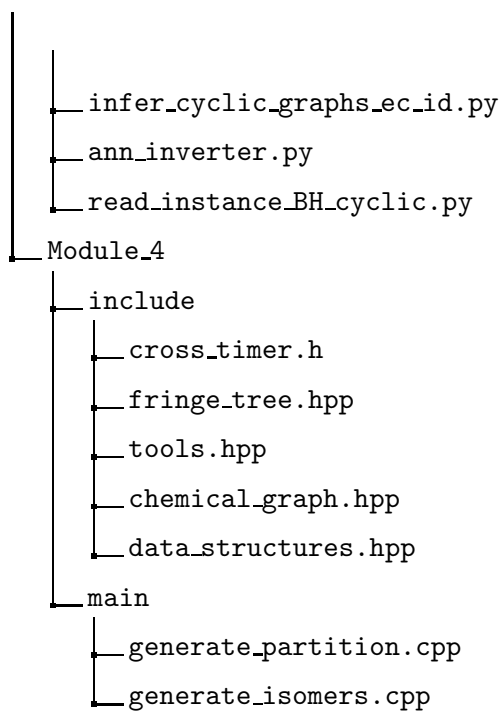 infer_cyclic_graphs_ec_id.py
ann_inverter.py
read_instance_BH_cyclic.py
Module_4
include
cross_timer.h
fringe_tree.hpp
tools.hpp
chemical_graph.hpp
data_structures.hpp
main
generate_partition.cpp
generate_isomers.cpp